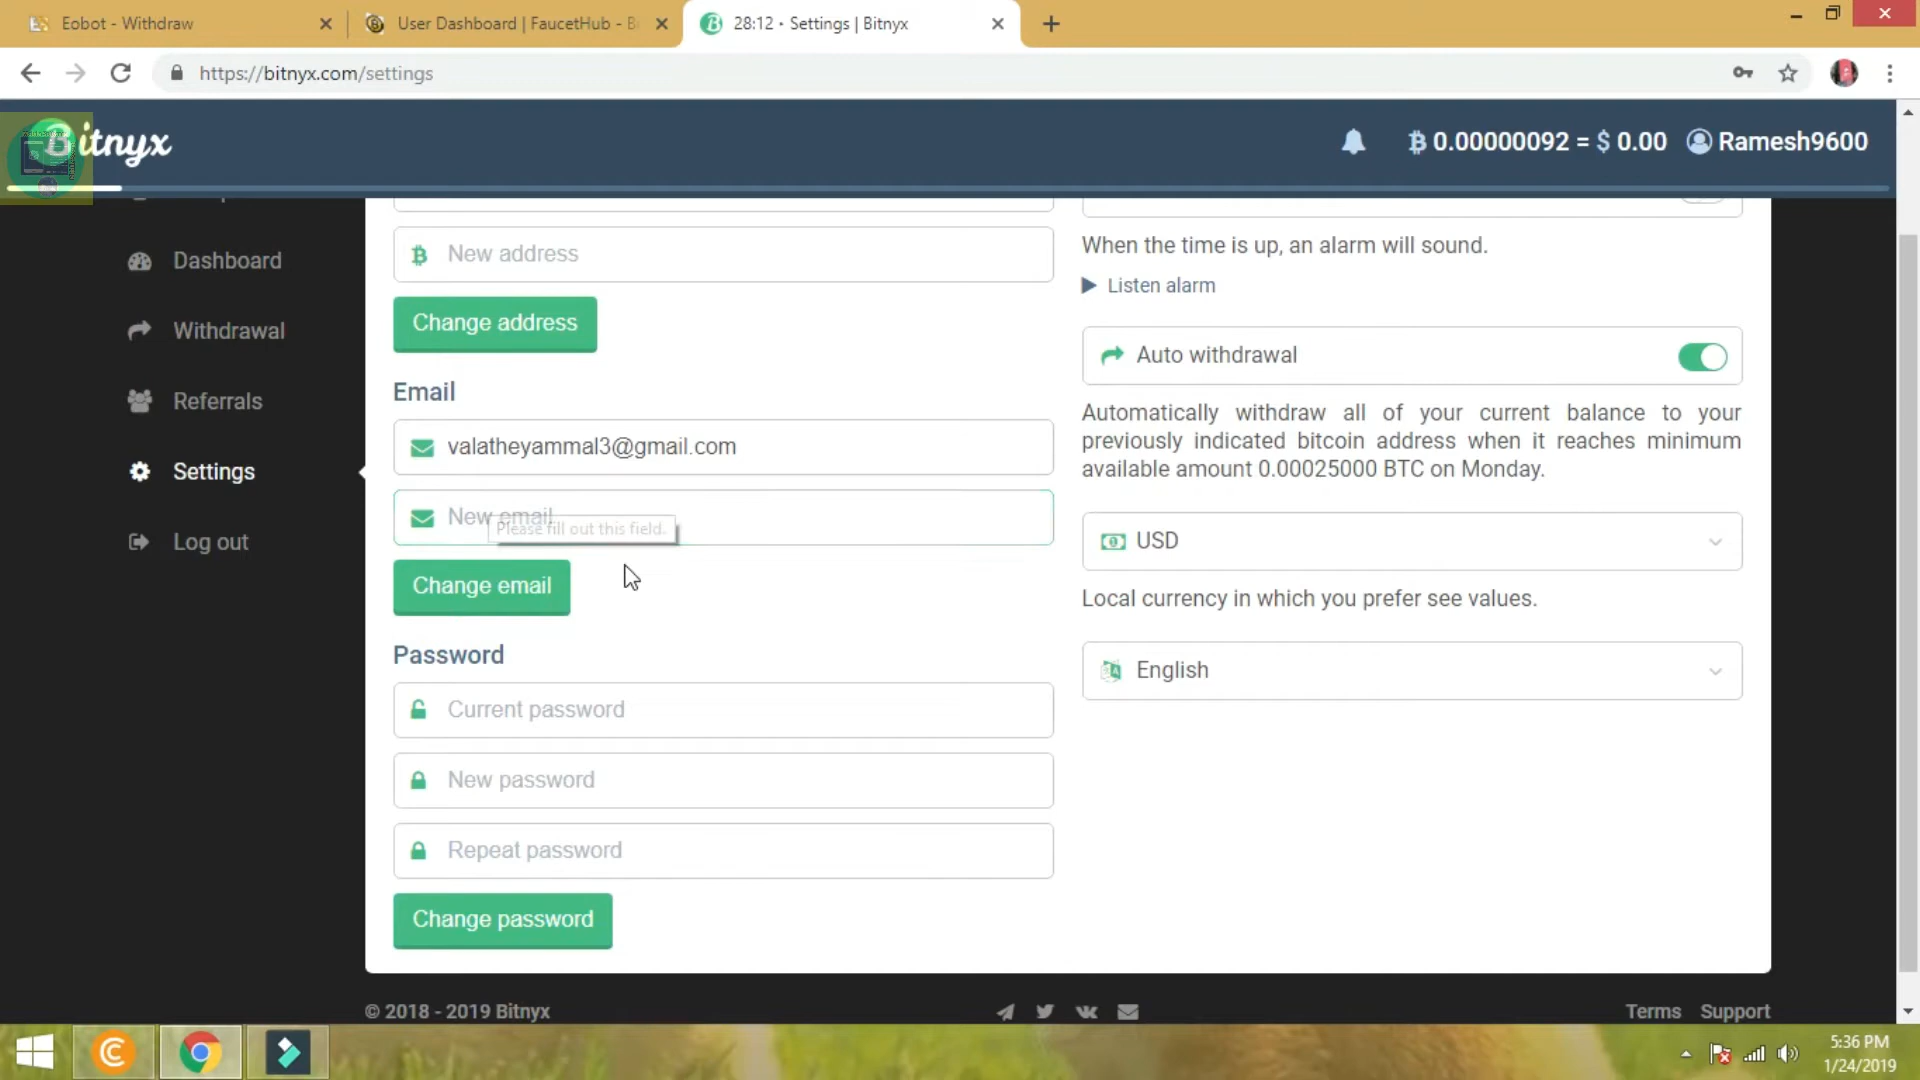 Eobot - Withdraw
User Dashboard | FaucetHub - B
28:12 • Settings | Bitnyx
https://bitnyx.com/settings
Bitnyx
0.00000092 = $ 0.00
Ramesh9600
Dashboard
Withdrawal
Referrals
Settings
Log out
New address
Change address
Email
valatheyammal3@gmail.com
New email
Please fill out this field.
Change email
Password
Current password
New password
Repeat password
Change password
When the time is up, an alarm will sound.
Listen alarm
Auto withdrawal
Automatically withdraw all of your current balance to your
previously indicated bitcoin address when it reaches minimum
available amount 0.00025000 BTC on Monday.
USD
Local currency in which you prefer see values.
English
© 2018 - 2019 Bitnyx
Terms Support
5:36 PM
1/24/2019